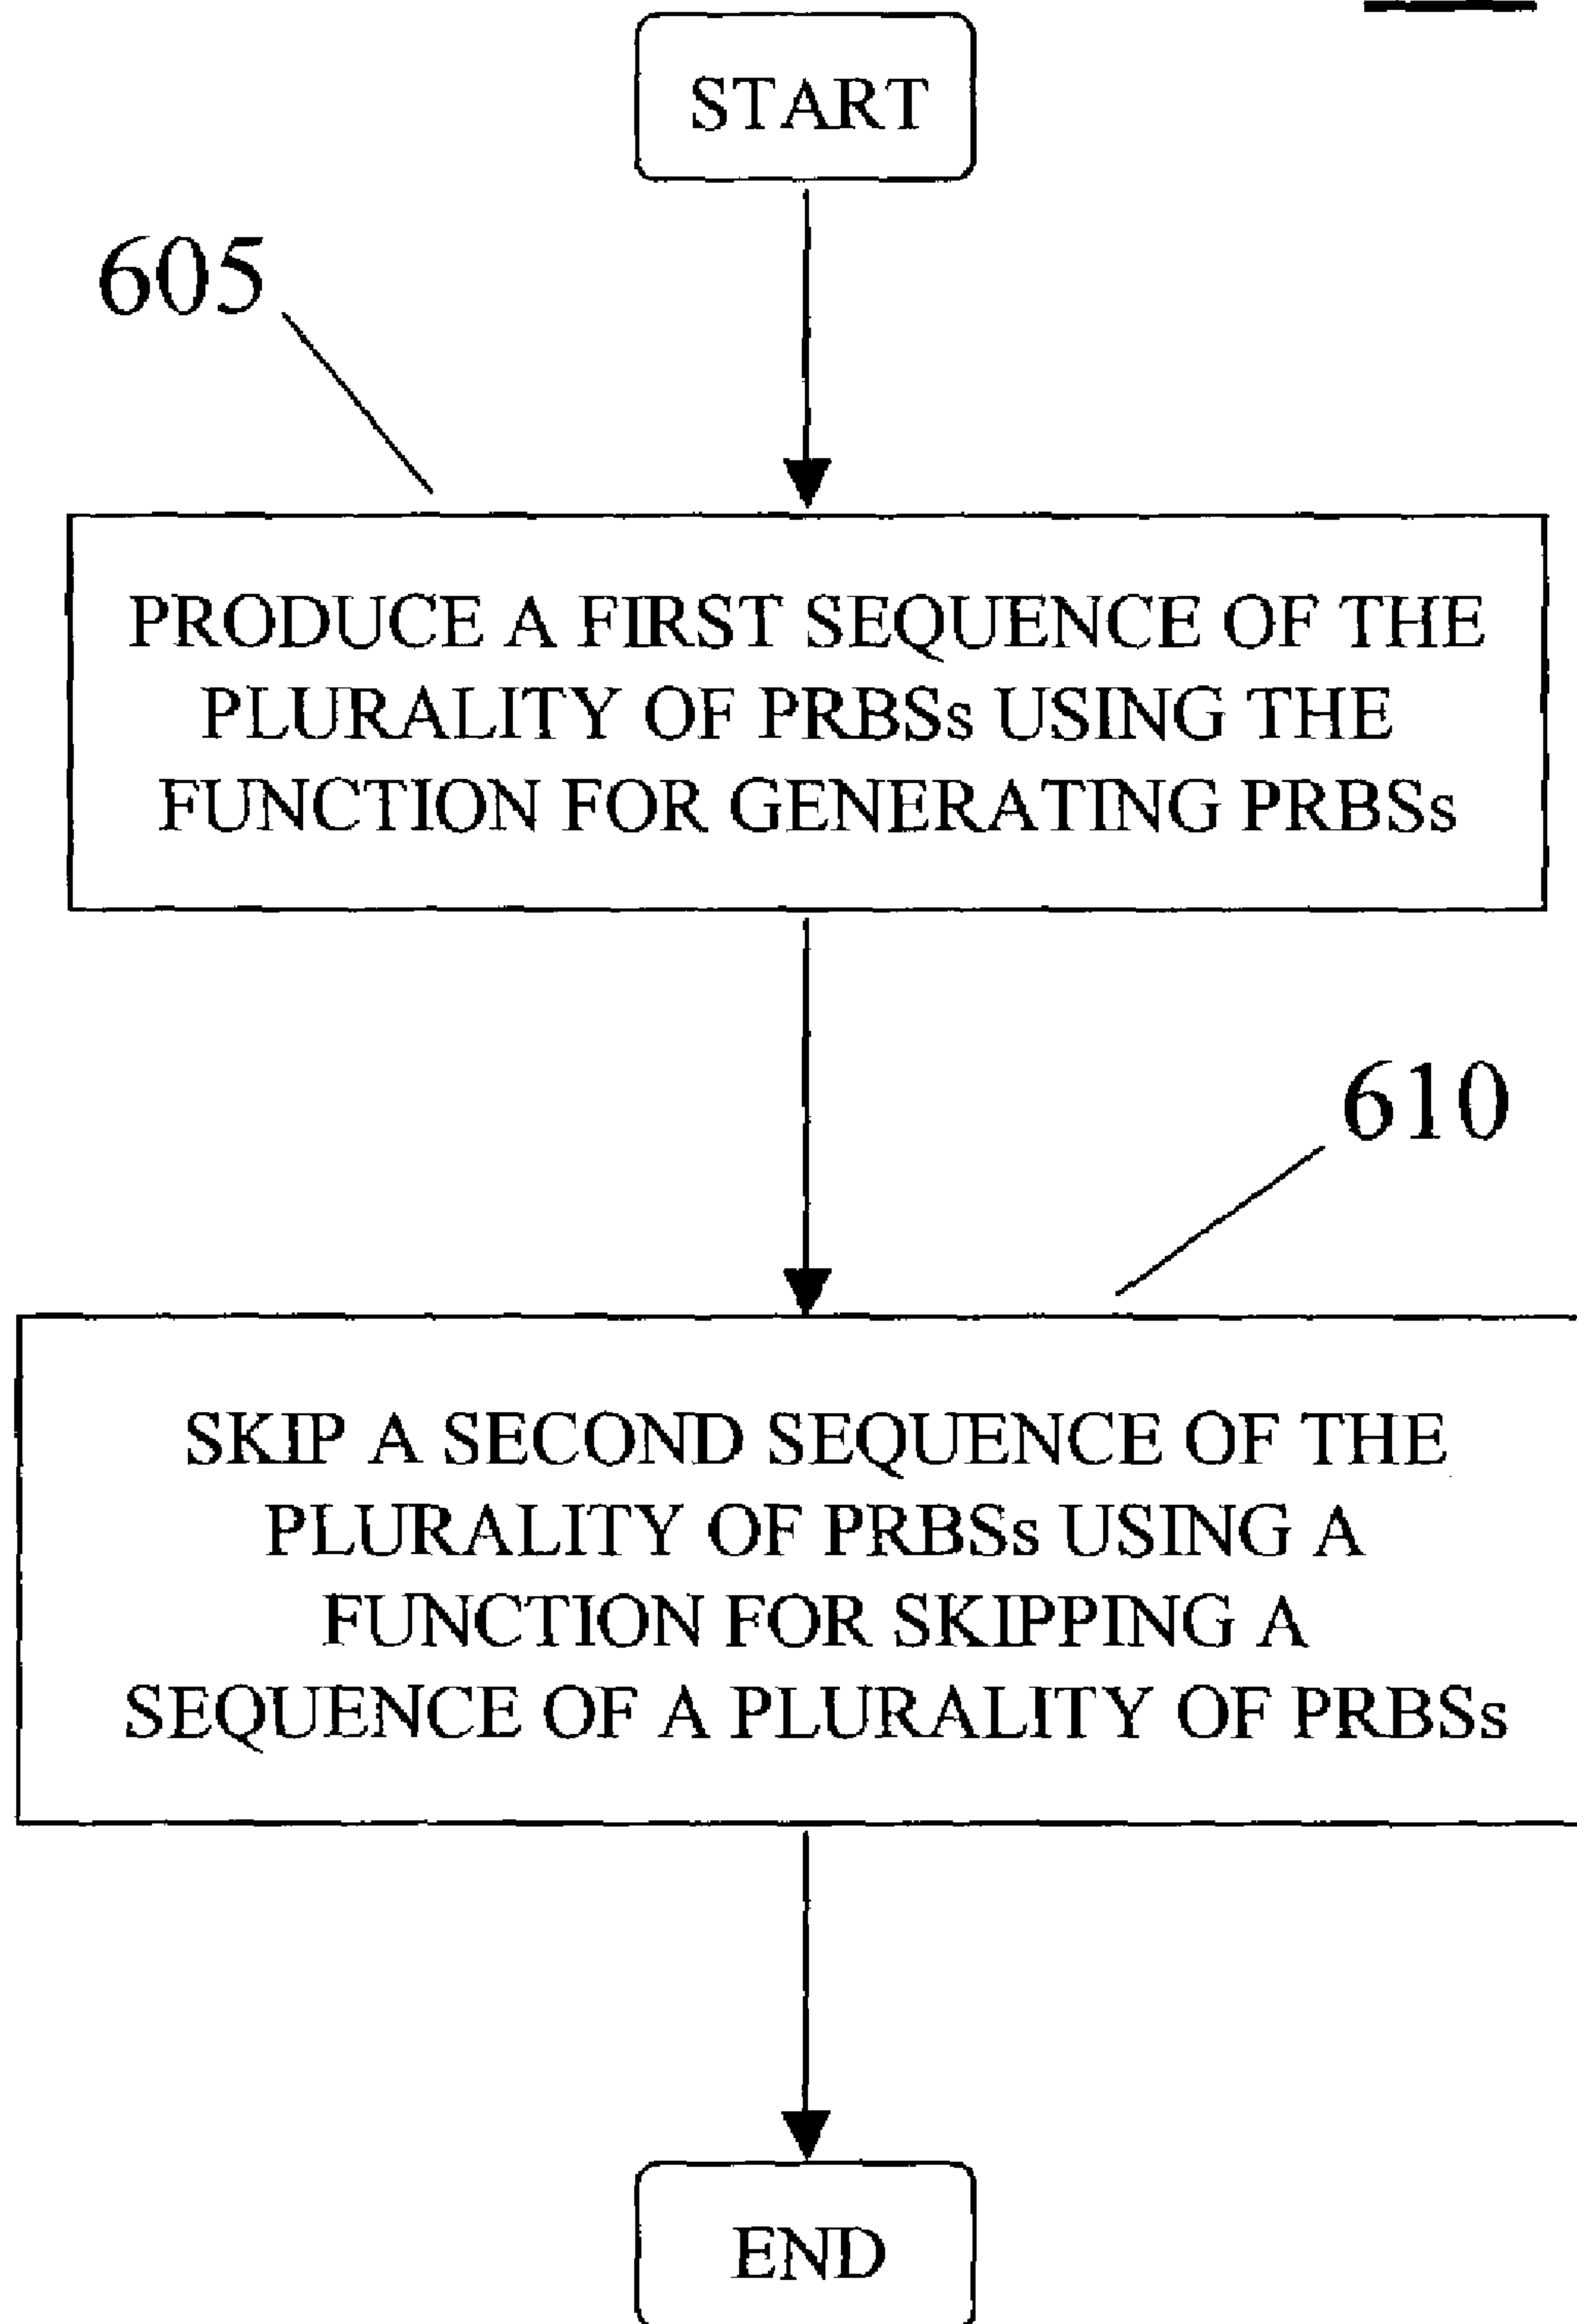 START
605
PRODUCE A FIRST SEQUENCE OF THE
PLURALITY OF PRBSs USING THE
FUNCTION FOR GENERATING PRBSs
610
SKIP A SECOND SEQUENCE OF THE
PLURALITY OF PRBSs USING A
FUNCTION FOR SKIPPING A
SEQUENCE OF A PLURALITY OF PRBSs
END